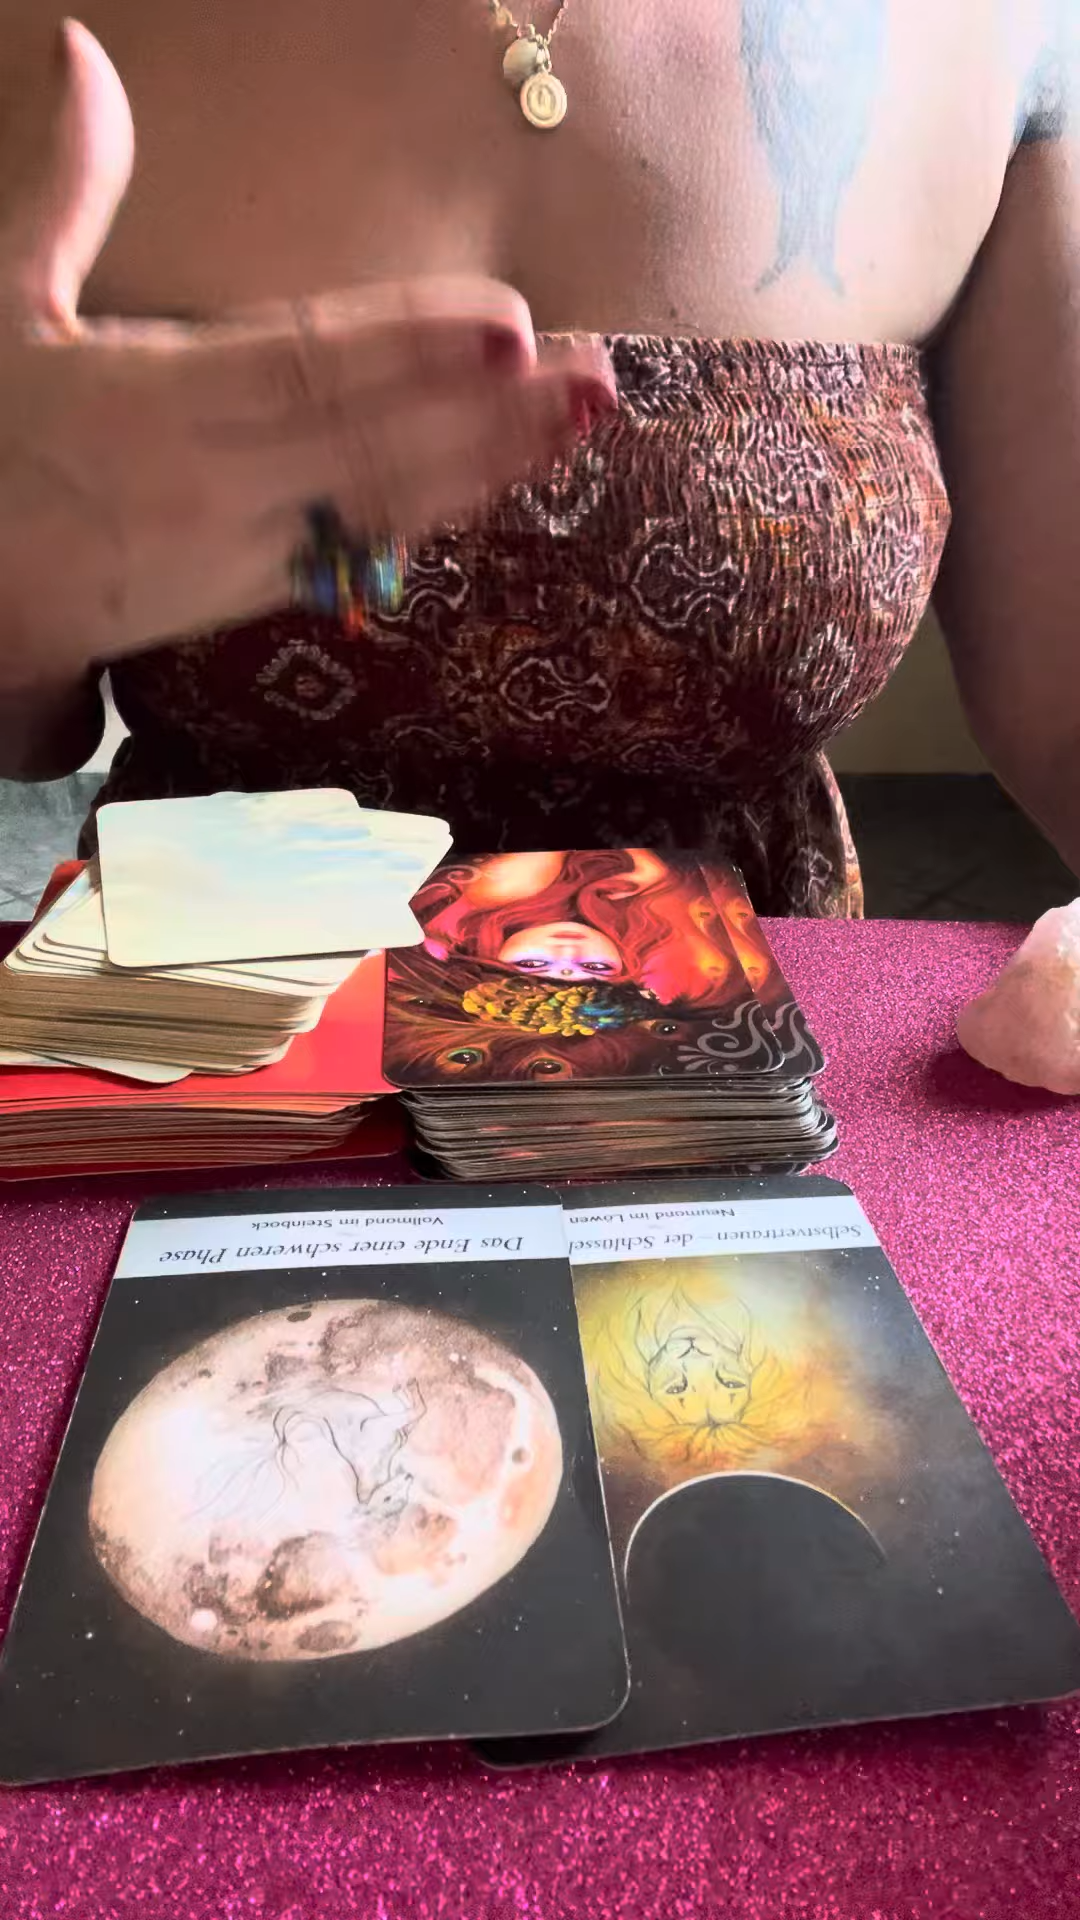 Das Ende einer schweren Phase
Vollmond im Steinbock
Selbstvertrauen – der Schlüssel
Neumond im Löwen